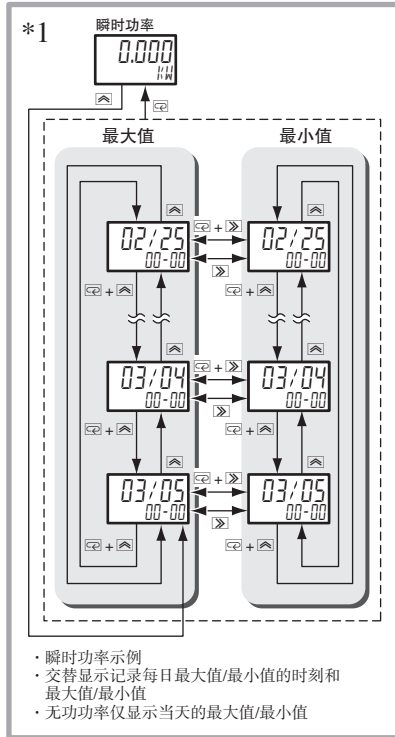 *1
瞬时功率
0.000
kW
最大值
最小值
02/25
00-00
+
02/25
00-00
+
+
03/04
00-00
+
03/04
00-00
+
+
03/05
00-00
+
03/05
00-00
+
+
· 瞬时功率示例
· 交替显示记录每日最大值/最小值的时刻和
最大值/最小值
· 无功功率仅显示当天的最大值/最小值